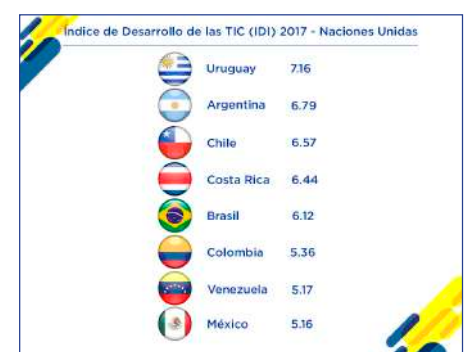 Índice de Desarrollo de las TIC (IDI) 2017 - Naciones Unidas
Uruguay 7.16
Argentina 6.79
Chile 6.57
Costa Rica 6.44
Brasil 6.12
Colombia 5.36
Venezuela 5.17
México 5.16